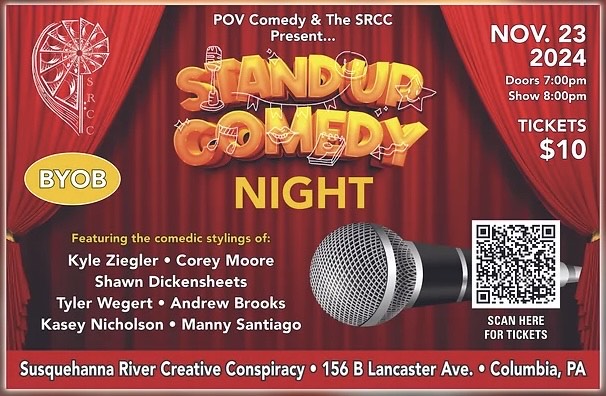 POV Comedy & The SRCC
Present...
STAND UP
COMEDY
NIGHT
SRCC
NOV. 23
2024
Doors 7:00pm
Show 8:00pm
TICKETS
$10
BYOB
Featuring the comedic stylings of:
Kyle Ziegler • Corey Moore
Shawn Dickensheets
Tyler Wegert • Andrew Brooks
Kasey Nicholson • Manny Santiago
SCAN HERE
FOR TICKETS
Susquehanna River Creative Conspiracy • 156 B Lancaster Ave. • Columbia, PA